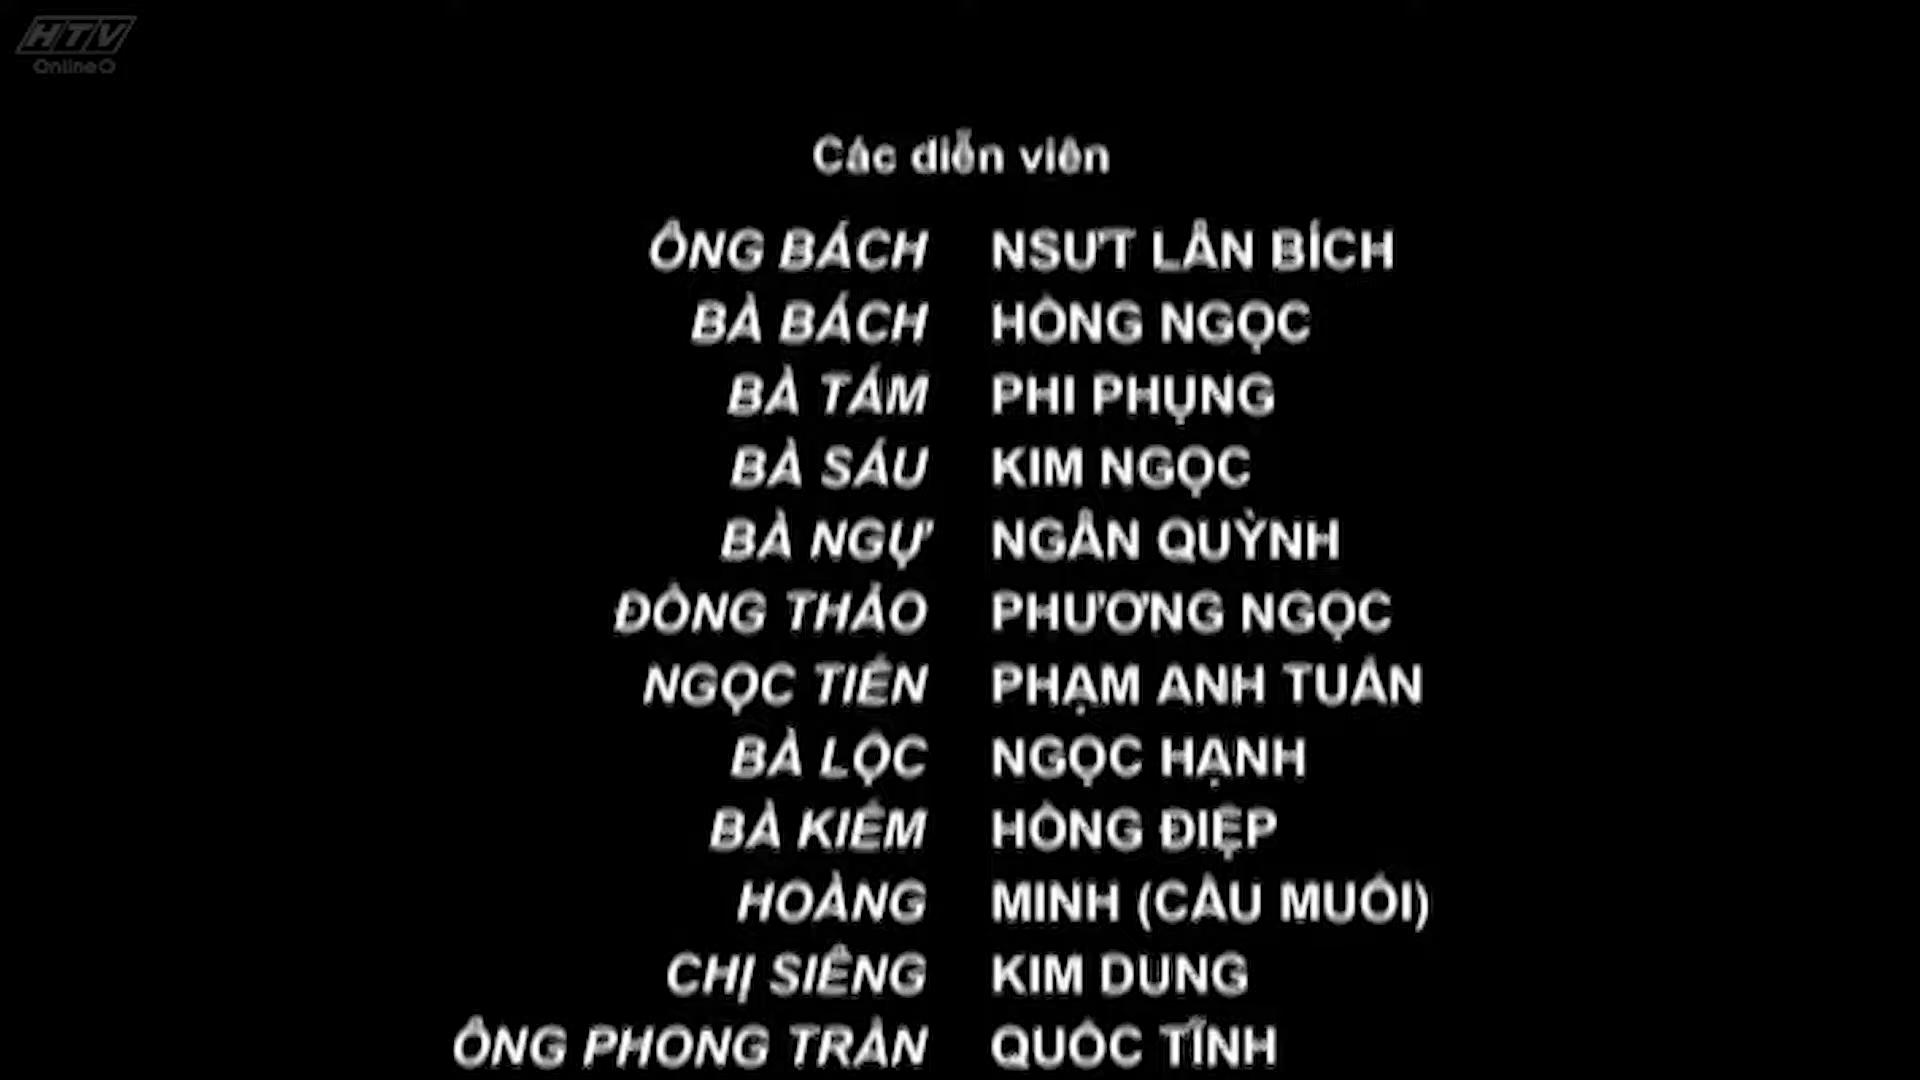 HTV
Online
Các diễn viên
ÔNG BÁCH NSƯT LÂN BÍCH
BÀ BÁCH HỒNG NGỌC
BÀ TÁM PHI PHỤNG
BÀ SÁU KIM NGỌC
BÀ NGỰ NGÂN QUỲNH
ĐÔNG THẢO PHƯƠNG NGỌC
NGỌC TIẾN PHẠM ANH TUẤN
BÀ LỘC NGỌC HẠNH
BÀ KIẾM HỒNG ĐIỆP
HOÀNG MINH (CẦU MUỐI)
CHỊ SIÊNG KIM DUNG
ÔNG PHONG TRẦN QUỐC TĨNH